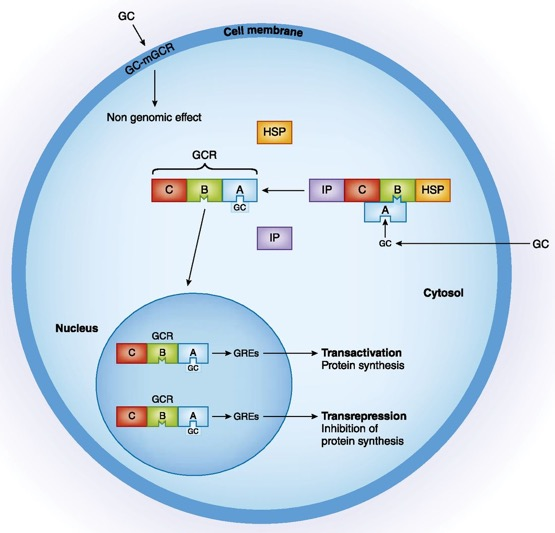 GC
Cell membrane
GC-mGCR
Non genomic effect
HSP
GCR
C B A
GC
IP C B HSP
A
GC
GC
IP
Cytosol
Nucleus
GCR
C B A
GC
GREs
Transactivation
Protein synthesis
GCR
C B A
GC
GREs
Transrepression
Inhibition of
protein synthesis